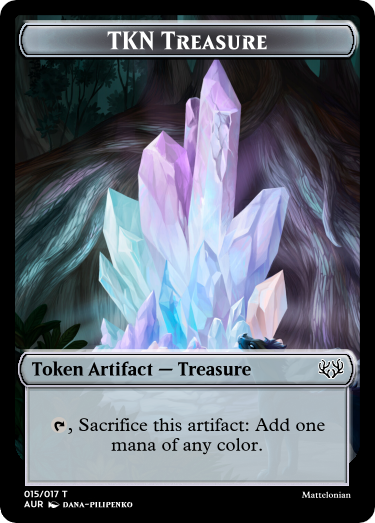 TKN Treasure
Token Artifact — Treasure
, Sacrifice this artifact: Add one
mana of any color.
015/017 T
AUR DANA-PILIPENKO
Mattelonian